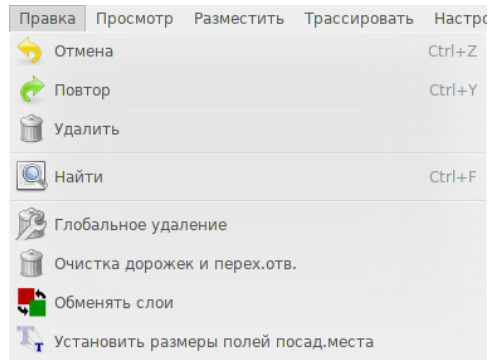 Правка Просмотр Разместить Трассировать Настро
Отмена Ctrl+Z
Повтор Ctrl+Y
Удалить
Найти Ctrl+F
Глобальное удаление
Очистка дорожек и перех.отв.
Обменять слои
Установить размеры полей посад.места